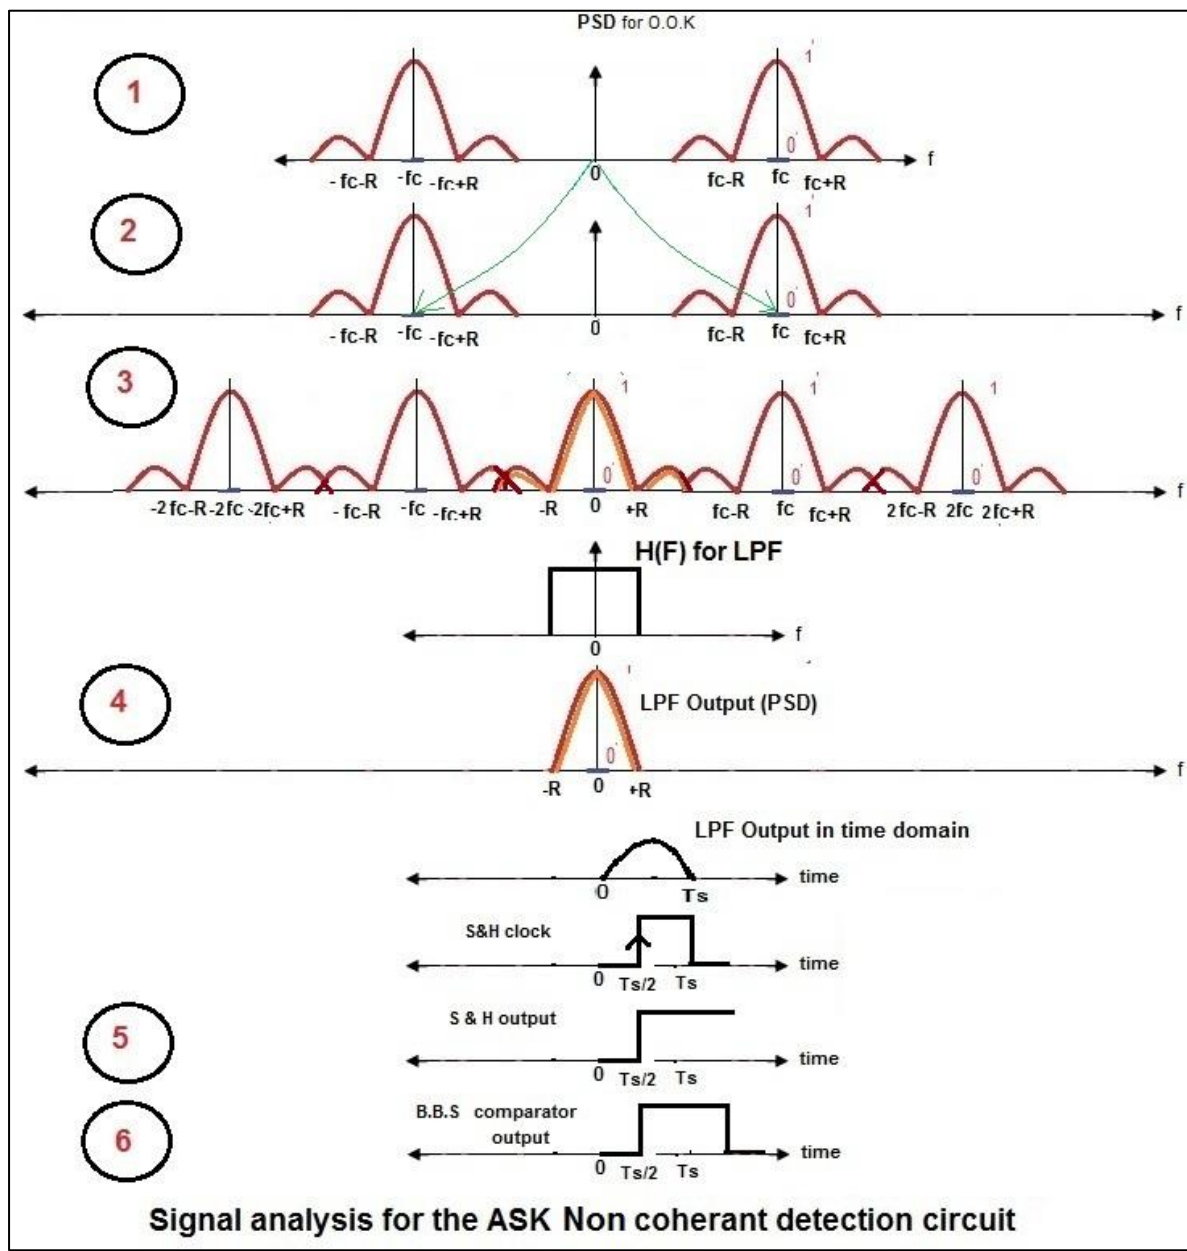 PSD for O.O.K
1
1'
0'
f
-fc-R -fc -fc+R 0 fc-R fc fc+R
2
1'
0'
f
-fc-R -fc -fc+R 0 fc-R fc fc+R
3
1 1' 1
0' 0' 0'
f
-2fc-R -2fc -2fc+R -fc-R -fc -fc+R -R 0 +R fc-R fc fc+R 2fc-R 2fc 2fc+R
H(F) for LPF
f
0
4
LPF Output (PSD)
0'
f
-R 0 +R
LPF Output in time domain
time
0 Ts
S&H clock
time
0 Ts/2 Ts
5
S & H output
time
0 Ts/2 Ts
6
B.B.S comparator
output
time
0 Ts/2 Ts
Signal analysis for the ASK Non coherant detection circuit